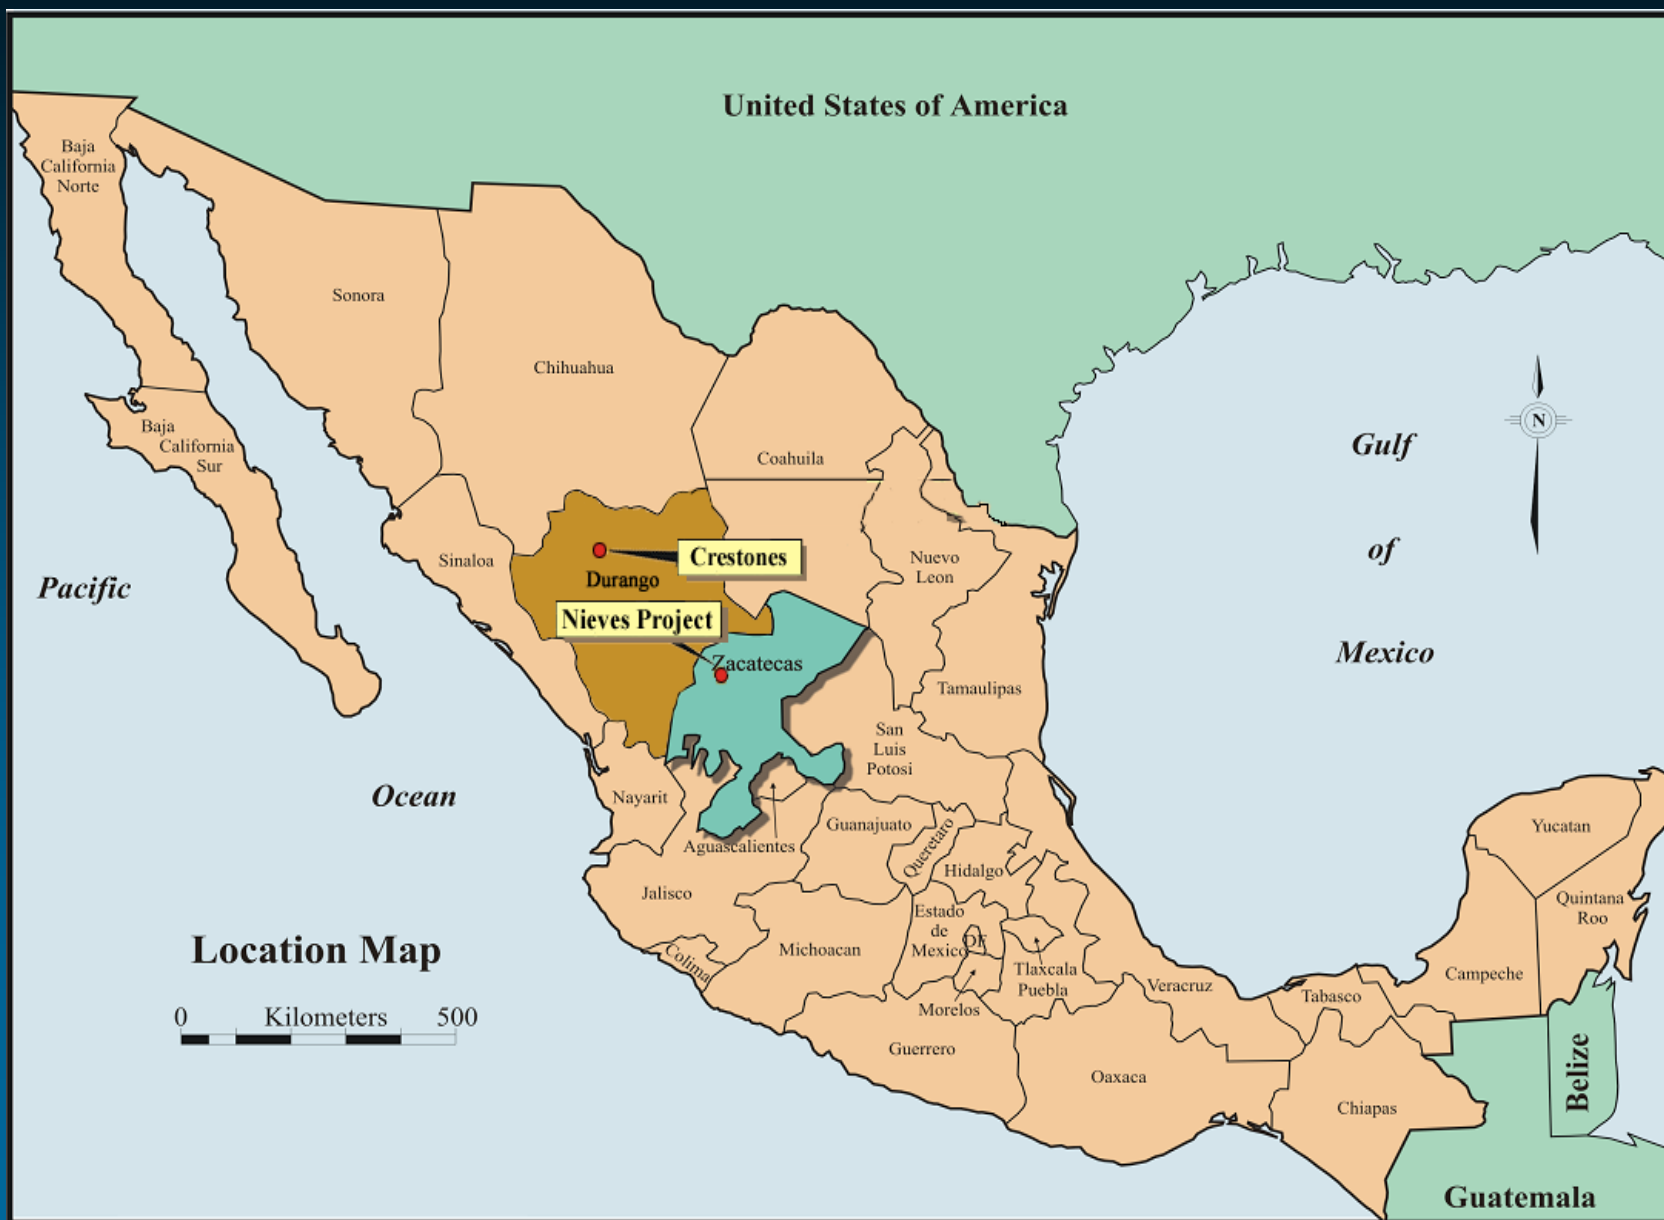 United States of America
Baja
California
Norte
Sonora
Chihuahua
Baja
California
Sur
Coahuila
Gulf
of
Mexico
N
Sinaloa
Crestones
Durango
Nuevo
Leon
Pacific
Ocean
Nieves Project
Zacatecas
Tamaulipas
San
Luis
Potosi
Nayarit
Guanajuato
Queretaro
Aguascalientes
Hidalgo
Yucatan
Jalisco
Quintana
Roo
Estado
de
Mexico
DF
Michoacan
Colima
Tlaxcala
Puebla
Morelos
Veracruz
Tabasco
Campeche
Location Map
0 Kilometers 500
Guerrero
Oaxaca
Chiapas
Belize
Guatemala